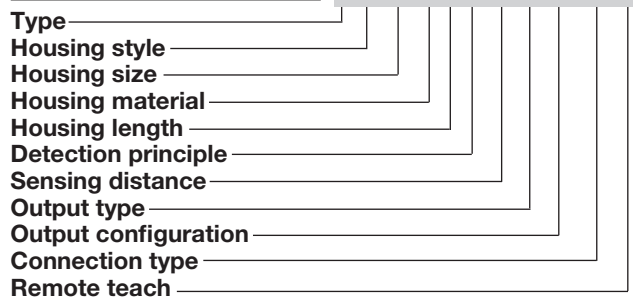 Type
Housing style
Housing size
Housing material
Housing length
Detection principle
Sensing distance
Output type
Output configuration
Connection type
Remote teach